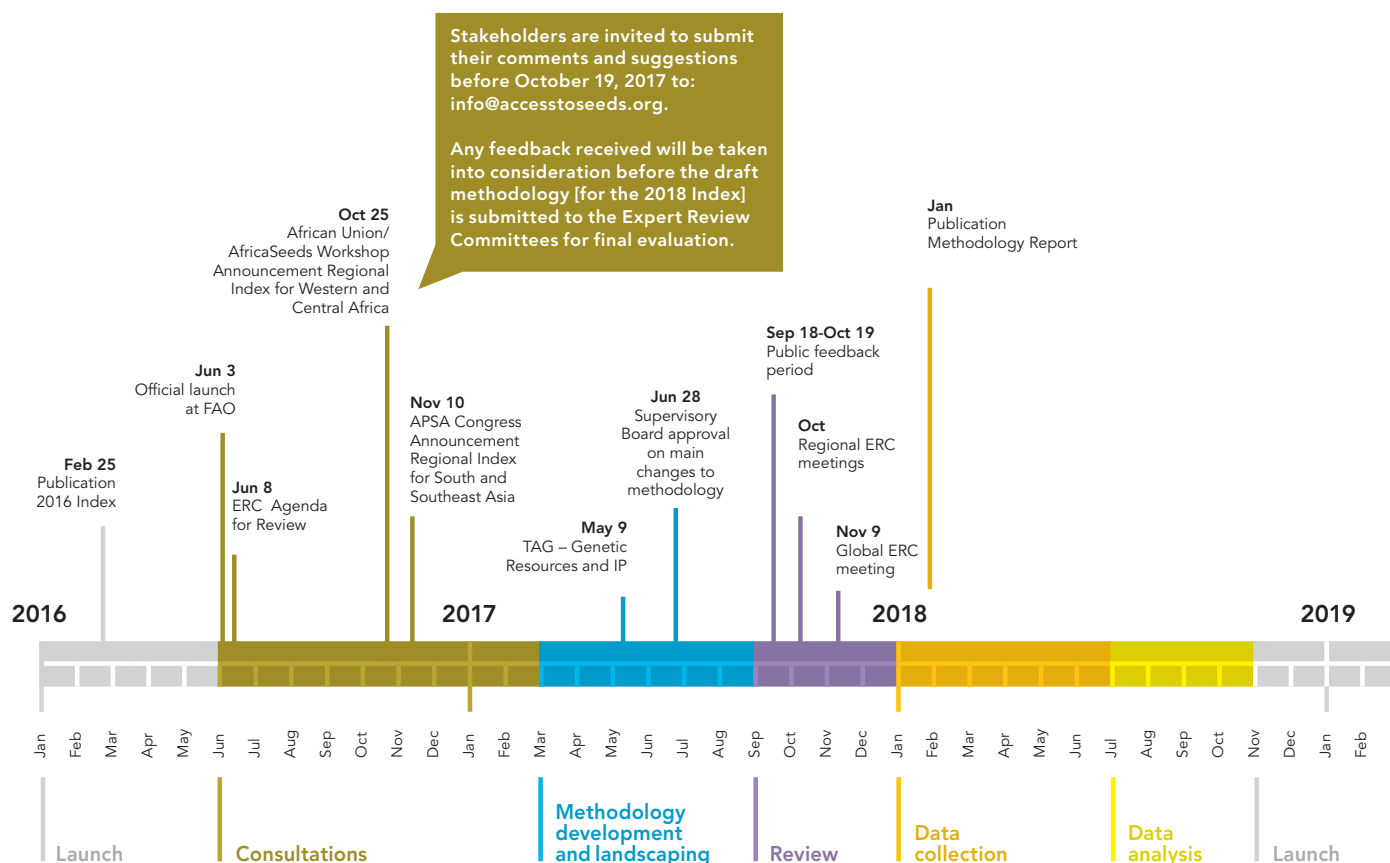 Stakeholders are invited to submit
their comments and suggestions
before October 19, 2017 to:
info@accesstoseeds.org.
Any feedback received will be taken
into consideration before the draft
methodology [for the 2018 Index]
is submitted to the Expert Review
Committees for final evaluation.
Feb 25
Publication
2016 Index
Jun 3
Official launch
at FAO
Jun 8
ERC Agenda
for Review
Oct 25
African Union/
AfricaSeeds Workshop
Announcement Regional
Index for Western and
Central Africa
Nov 10
APSA Congress
Announcement
Regional Index
for South and
Southeast Asia
May 9
TAG – Genetic
Resources and IP
Jun 28
Supervisory
Board approval
on main
changes to
methodology
Sep 18-Oct 19
Public feedback
period
Oct
Regional ERC
meetings
Nov 9
Global ERC
meeting
Jan
Publication
Methodology Report
2016
2017
2018
2019
Jan
Feb
Mar
Apr
May
Jun
Jul
Aug
Sep
Oct
Nov
Dec
Jan
Feb
Mar
Apr
May
Jun
Jul
Aug
Sep
Oct
Nov
Dec
Jan
Feb
Mar
Apr
May
Jun
Jul
Aug
Sep
Oct
Nov
Dec
Jan
Feb
Launch
Consultations
Methodology
development
and landscaping
Review
Data
collection
Data
analysis
Launch